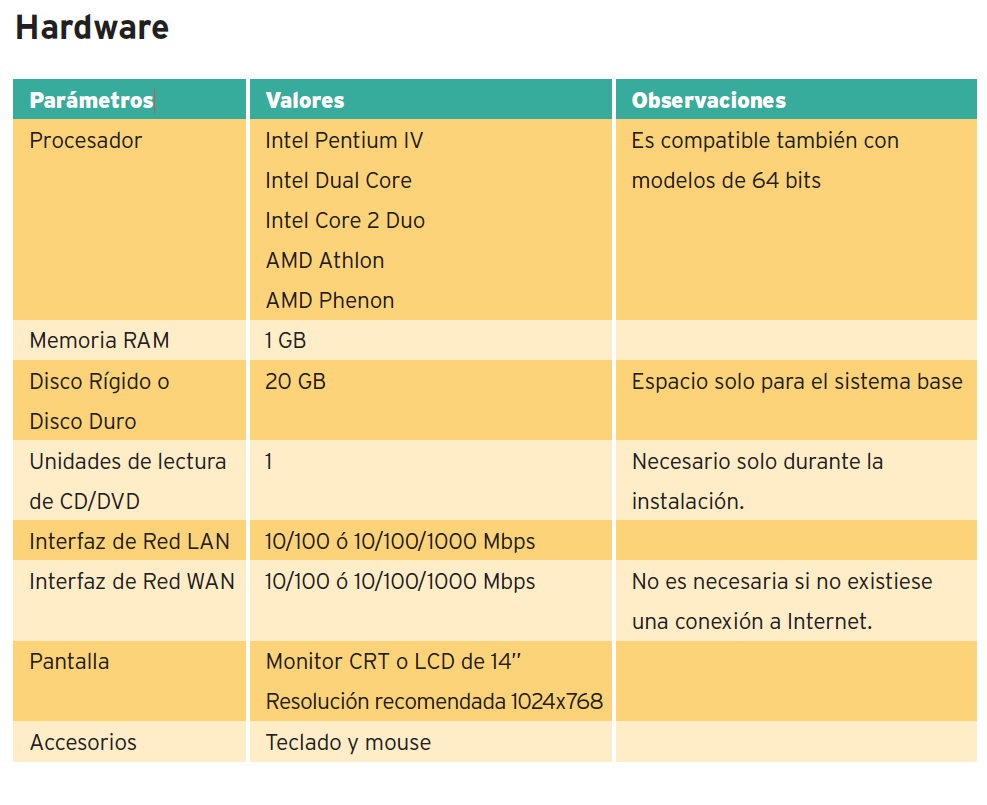 Hardware
Parámetros Valores Observaciones
Procesador Intel Pentium IV Es compatible también con
Intel Dual Core modelos de 64 bits
Intel Core 2 Duo
AMD Athlon
AMD Phenon
Memoria RAM 1 GB
Disco Rígido o 20 GB Espacio solo para el sistema base
Disco Duro
Unidades de lectura 1 Necesario solo durante la
de CD/DVD instalación.
Interfaz de Red LAN 10/100 ó 10/100/1000 Mbps
Interfaz de Red WAN 10/100 ó 10/100/1000 Mbps No es necesaria si no existiese
una conexión a Internet.
Pantalla Monitor CRT o LCD de 14”
Resolución recomendada 1024x768
Accesorios Teclado y mouse